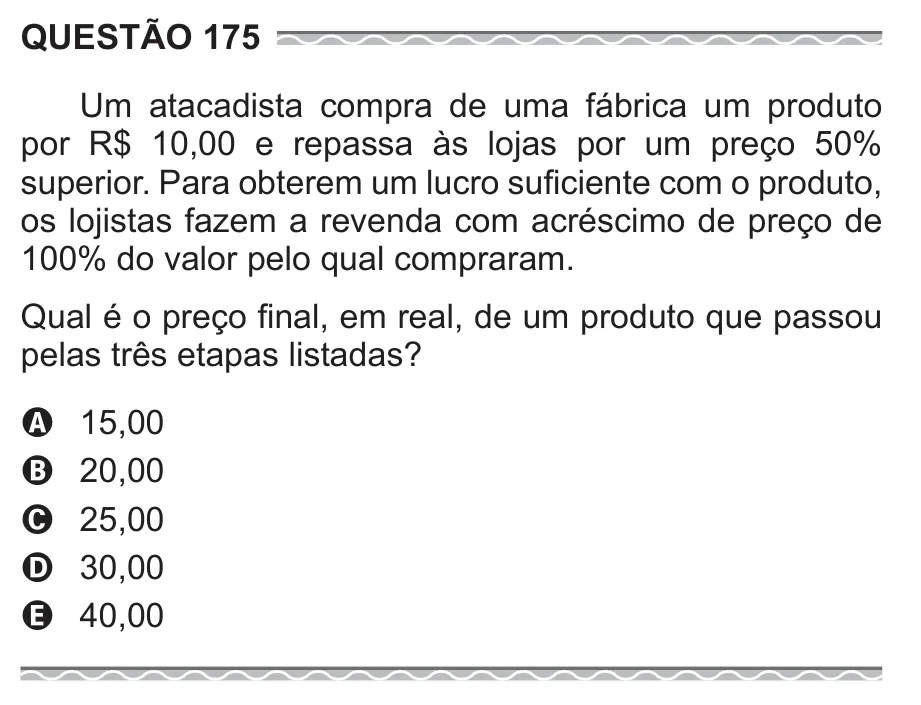 QUESTÃO 175
Um atacadista compra de uma fábrica um produto
por R$ 10,00 e repassa às lojas por um preço 50%
superior. Para obterem um lucro suficiente com o produto,
os lojistas fazem a revenda com acréscimo de preço de
100% do valor pelo qual compraram.
Qual é o preço final, em real, de um produto que passou
pelas três etapas listadas?
A 15,00
B 20,00
C 25,00
D 30,00
E 40,00